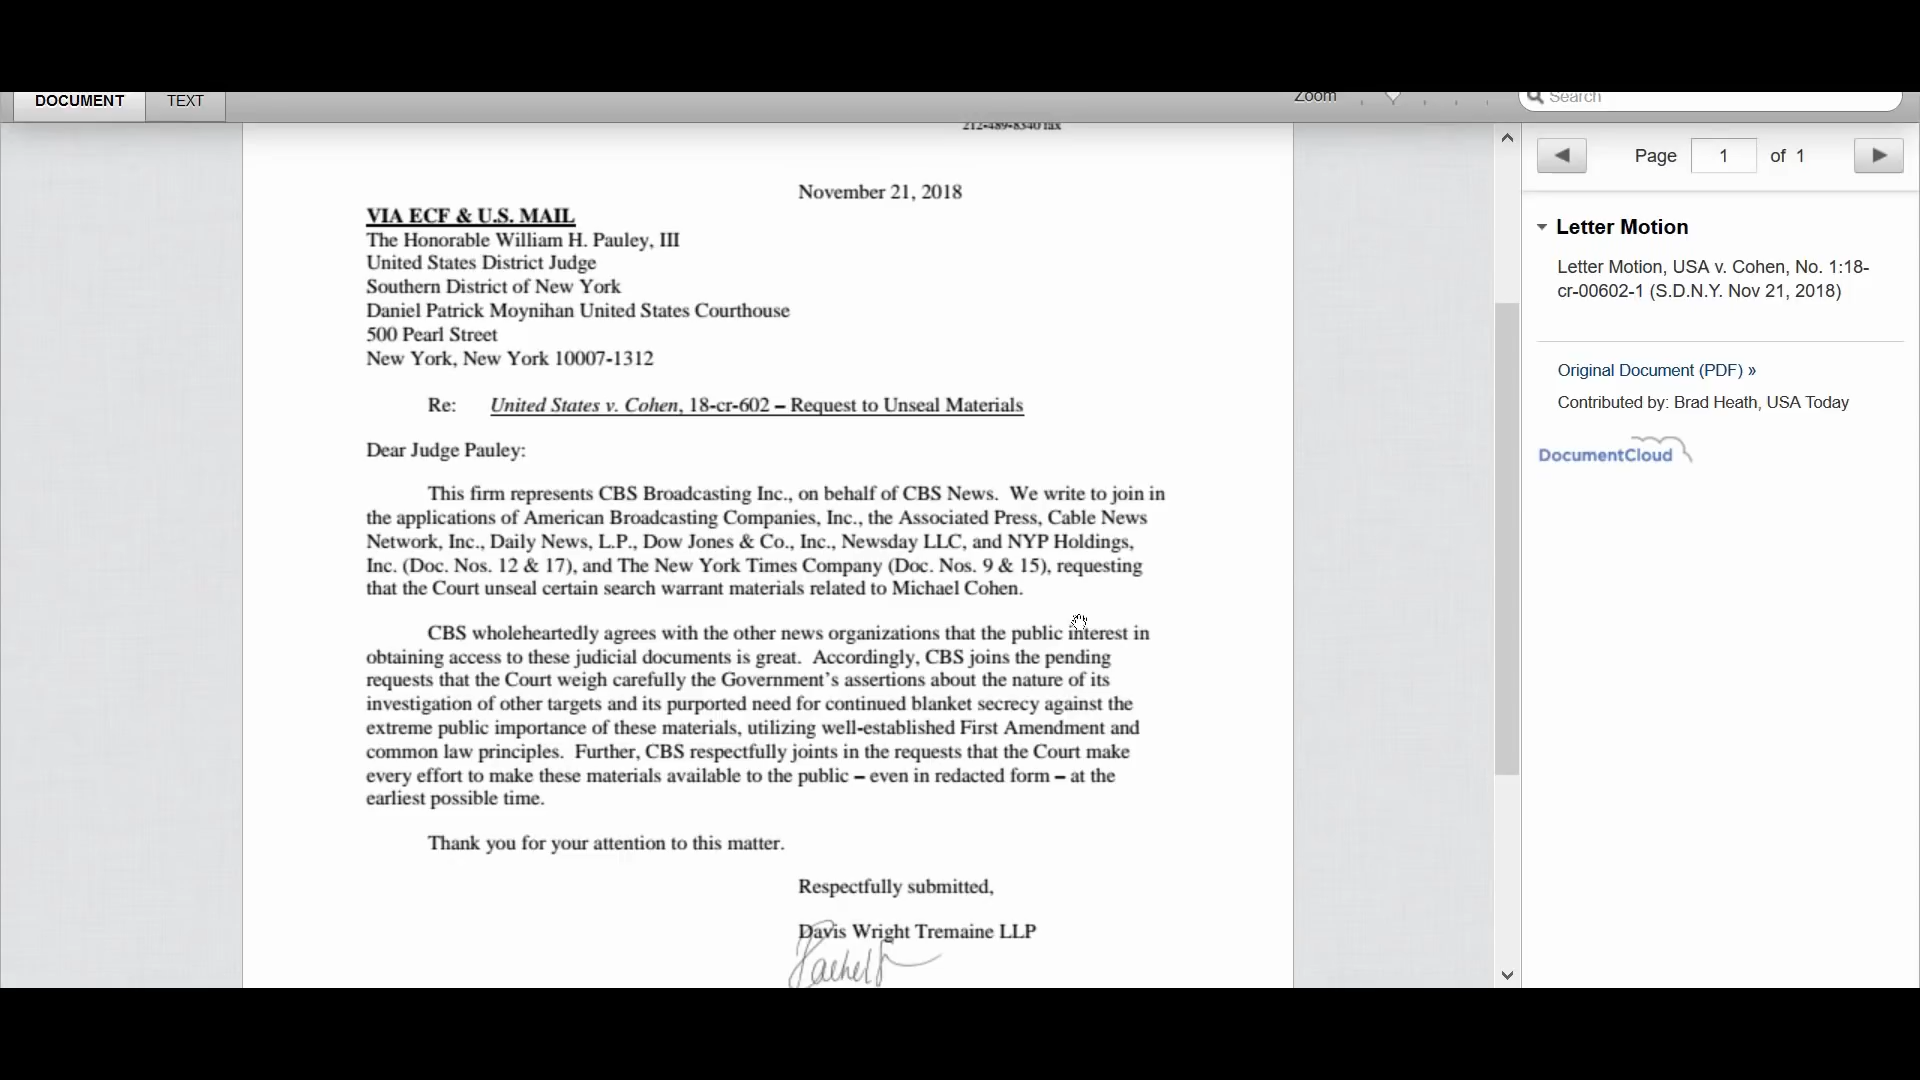 DOCUMENT
TEXT
Zoom
Search
212-489-8340 fax
November 21, 2018
VIA ECF & U.S. MAIL
The Honorable William H. Pauley, III
United States District Judge
Southern District of New York
Daniel Patrick Moynihan United States Courthouse
500 Pearl Street
New York, New York 10007-1312
Re: United States v. Cohen, 18-cr-602 – Request to Unseal Materials
Dear Judge Pauley:
This firm represents CBS Broadcasting Inc., on behalf of CBS News. We write to join in
the applications of American Broadcasting Companies, Inc., the Associated Press, Cable News
Network, Inc., Daily News, L.P., Dow Jones & Co., Inc., Newsday LLC, and NYP Holdings,
Inc. (Doc. Nos. 12 & 17), and The New York Times Company (Doc. Nos. 9 & 15), requesting
that the Court unseal certain search warrant materials related to Michael Cohen.
CBS wholeheartedly agrees with the other news organizations that the public interest in
obtaining access to these judicial documents is great. Accordingly, CBS joins the pending
requests that the Court weigh carefully the Government's assertions about the nature of its
investigation of other targets and its purported need for continued blanket secrecy against the
extreme public importance of these materials, utilizing well-established First Amendment and
common law principles. Further, CBS respectfully joints in the requests that the Court make
every effort to make these materials available to the public – even in redacted form – at the
earliest possible time.
Thank you for your attention to this matter.
Respectfully submitted,
Davis Wright Tremaine LLP
Page 1 of 1
Letter Motion
Letter Motion, USA v. Cohen, No. 1:18-
cr-00602-1 (S.D.N.Y. Nov 21, 2018)
Original Document (PDF) »
Contributed by: Brad Heath, USA Today
DocumentCloud